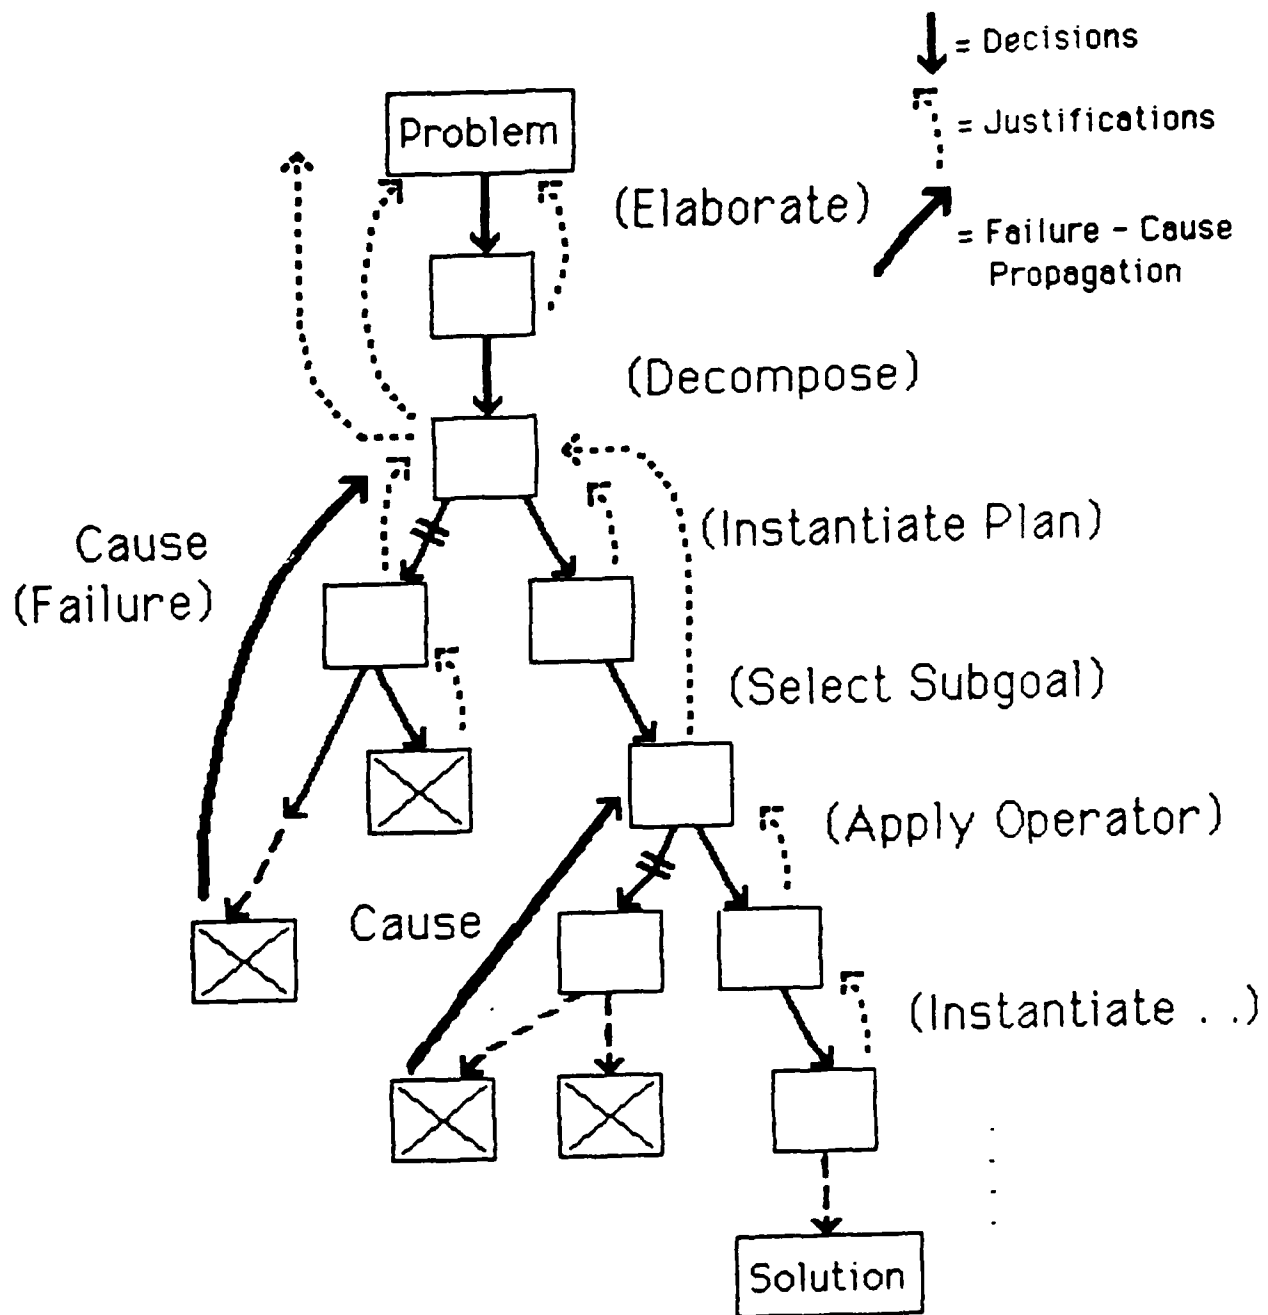 = Decisions
Problem
= Justifications
(Elaborate)
= Failure - Cause
Propagation
(Decompose)
Cause
(Failure)
(Instantiate Plan)
(Select Subgoal)
(Apply Operator)
Cause
(Instantiate . .)
Solution